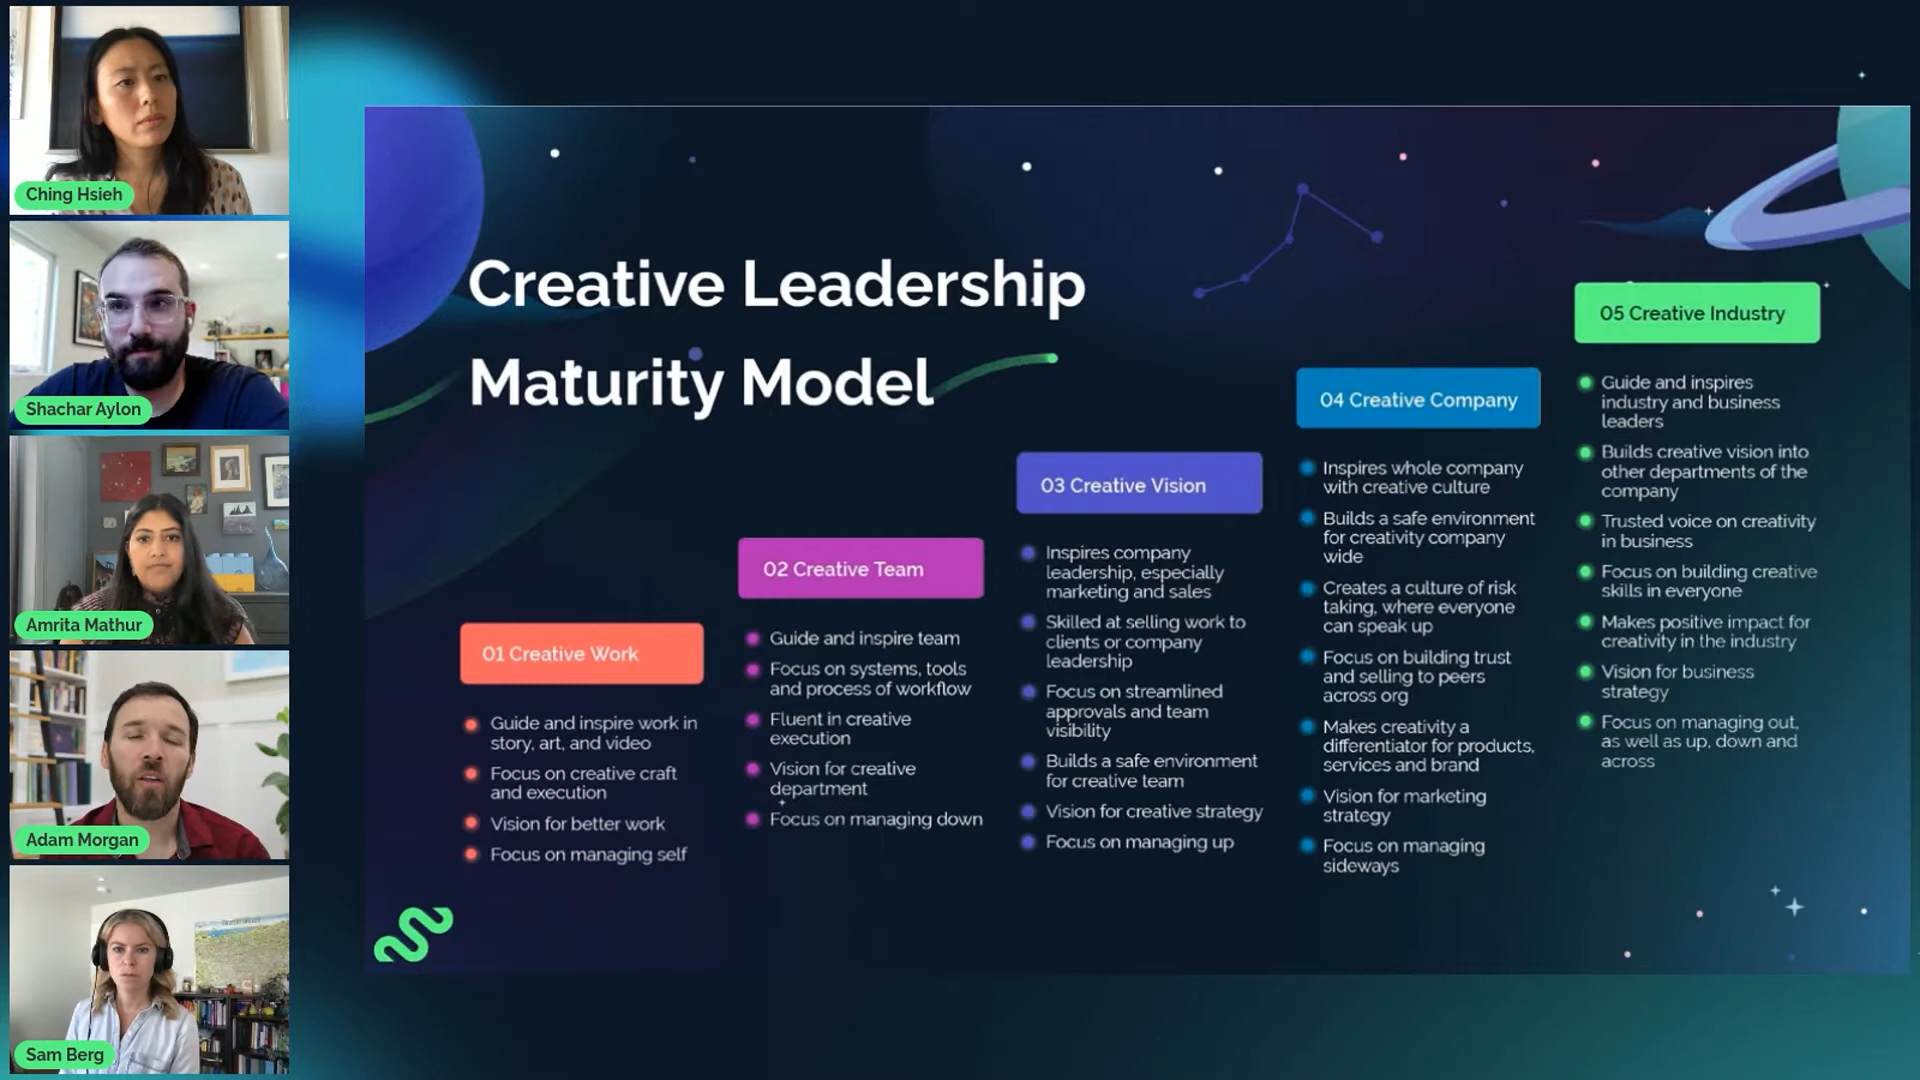 Ching Hsieh
Shachar Aylon
Amrita Mathur
Adam Morgan
Sam Berg
Creative Leadership
Maturity Model
01 Creative Work
Guide and inspire work in
story, art, and video
Focus on creative craft
and execution
Vision for better work
Focus on managing self
02 Creative Team
Guide and inspire team
Focus on systems, tools
and process of workflow
Fluent in creative
execution
Vision for creative
department
Focus on managing down
03 Creative Vision
Inspires company
leadership, especially
marketing and sales
Skilled at selling work to
clients or company
leadership
Focus on streamlined
approvals and team
visibility
Builds a safe environment
for creative team
Vision for creative strategy
Focus on managing up
04 Creative Company
Inspires whole company
with creative culture
Builds a safe environment
for creativity company
wide
Creates a culture of risk
taking, where everyone
can speak up
Focus on building trust
and selling to peers
across org
Makes creativity a
differentiator for products,
services and brand
Vision for marketing
strategy
Focus on managing
sideways
05 Creative Industry
Guide and inspires
industry and business
leaders
Builds creative vision into
other departments of the
company
Trusted voice on creativity
in business
Focus on building creative
skills in everyone
Makes positive impact for
creativity in the industry
Vision for business
strategy
Focus on managing out,
as well as up, down and
across